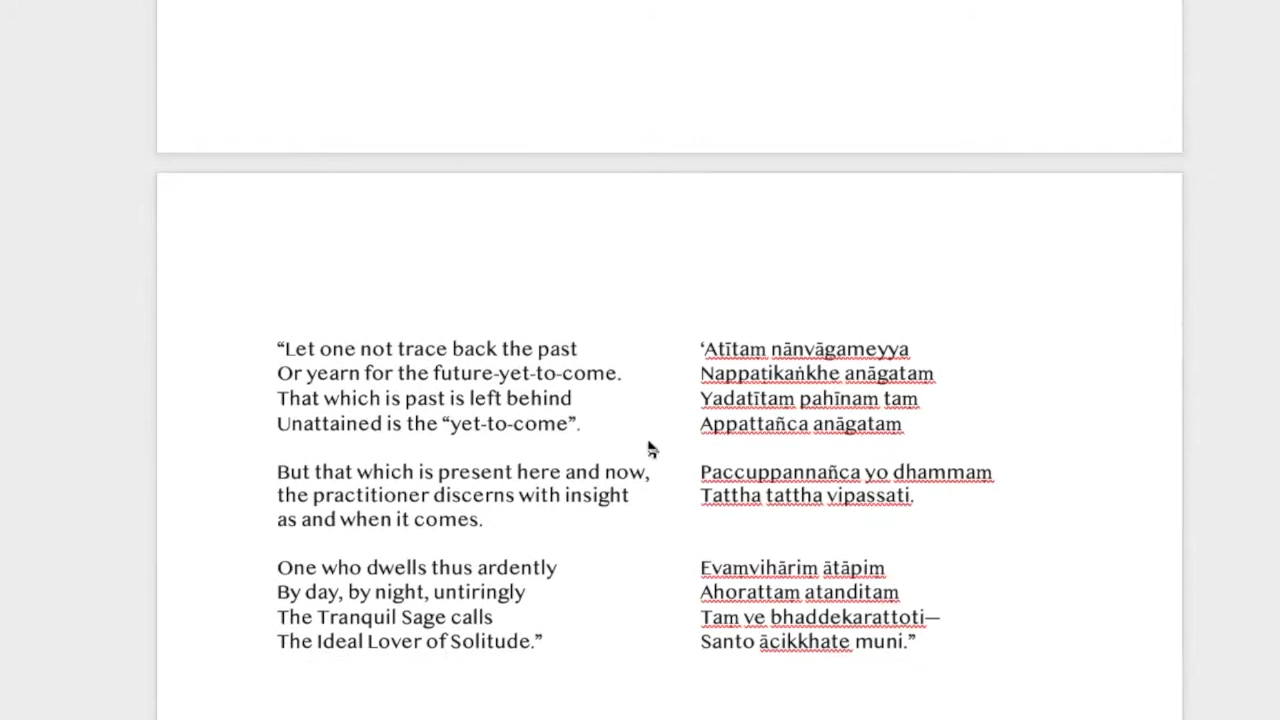 “Let one not trace back the past
Or yearn for the future-yet-to-come.
That which is past is left behind
Unattained is the “yet-to-come”.
But that which is present here and now,
the practitioner discerns with insight
as and when it comes.
One who dwells thus ardently
By day, by night, untiringly
The Tranquil Sage calls
The Ideal Lover of Solitude.”
‘Atītaṃ nānvāgameyya
Nappaṭikaṅkhe anāgataṃ
Yadatītaṃ pahīnaṃ taṃ
Appattañca anāgataṃ
Paccuppannañca yo dhammaṃ
Tattha tattha vipassati.
Evaṃvihāriṃ ātāpiṃ
Ahorattaṃ atanditaṃ
Taṃ ve bhaddekarattoti—
Santo ācikkhate muni.”